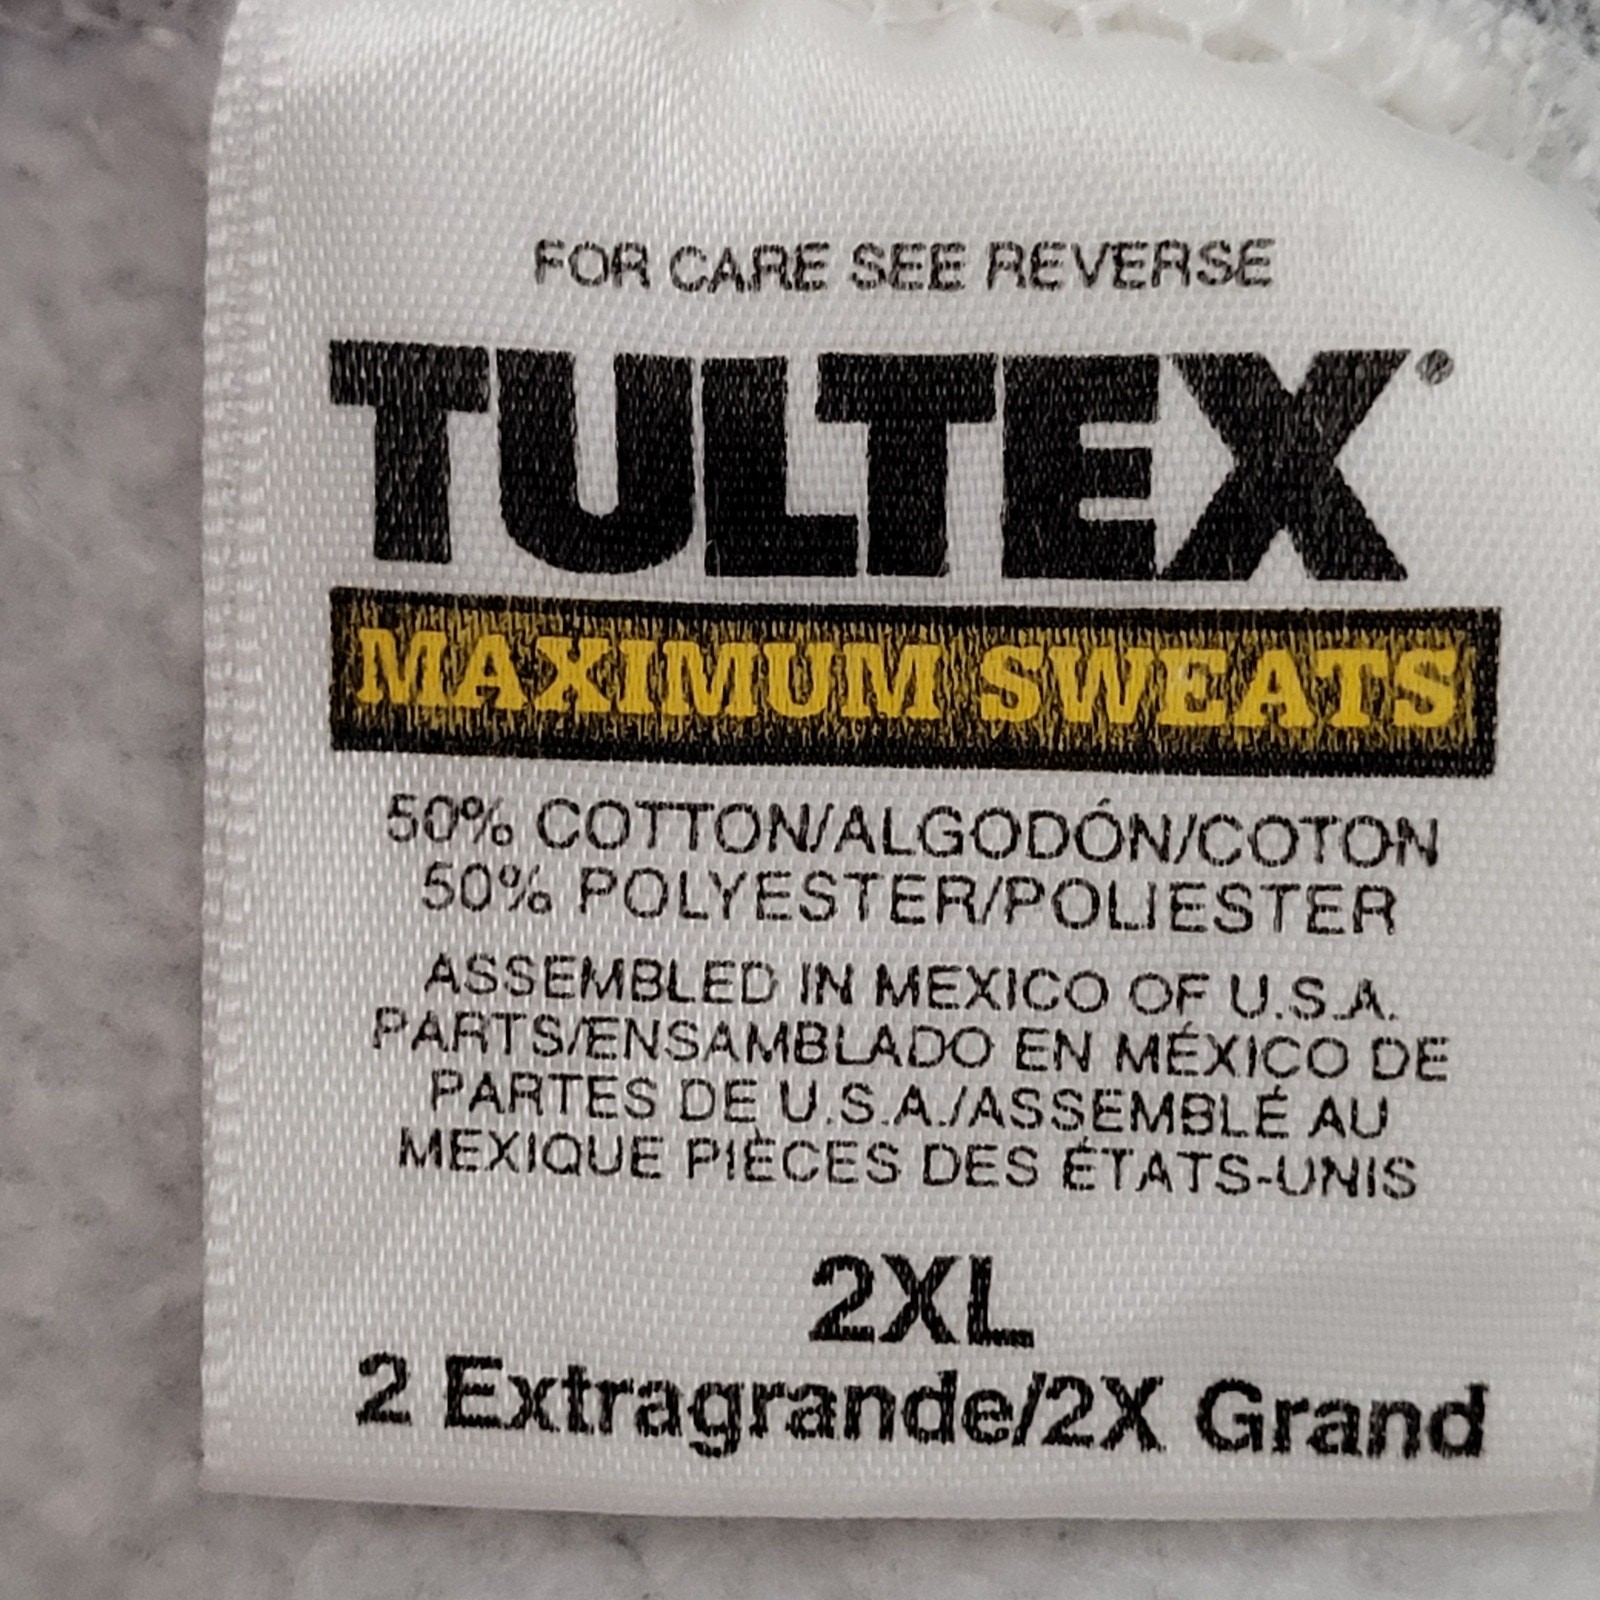 FOR CARE SEE REVERSE
TULTEX®
MAXIMUM SWEATS
50% COTTON/ALGODÓN/COTON
50% POLYESTER/POLIESTER
ASSEMBLED IN MEXICO OF U.S.A.
PARTS/ENSAMBLADO EN MÉXICO DE
PARTES DE U.S.A./ASSEMBLÉ AU
MEXIQUE PIÈCES DES ÉTATS-UNIS
2XL
2 Extragrande/2X Grand